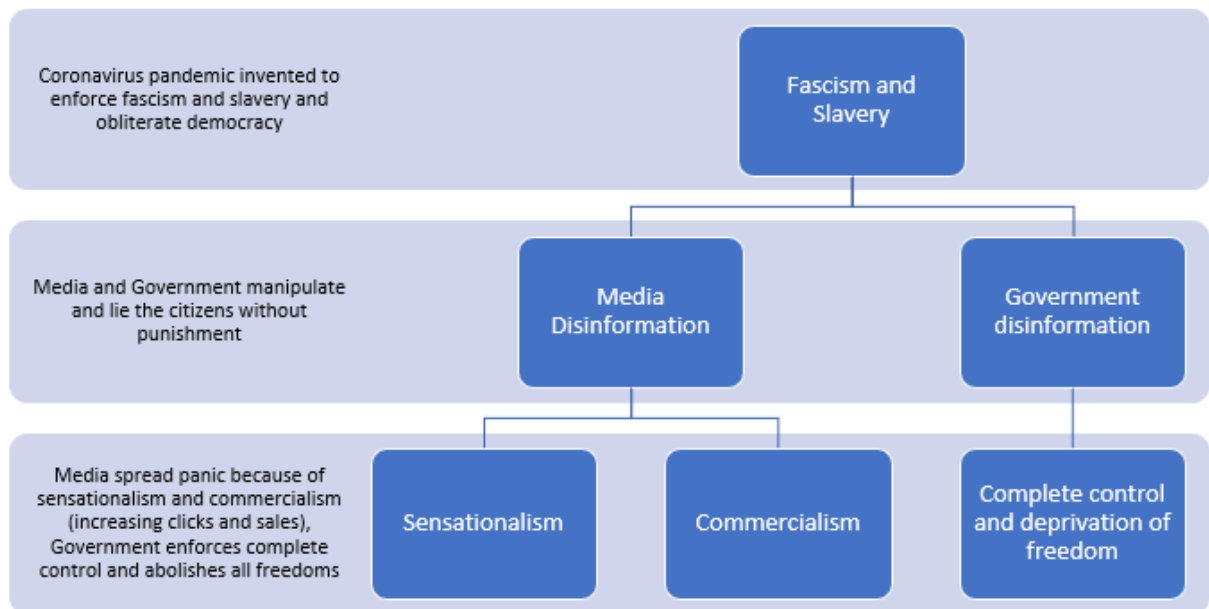 Coronavirus pandemic invented to
enforce fascism and slavery and
obliterate democracy
Fascism and
Slavery
Media and Government manipulate
and lie the citizens without
punishment
Media
Disinformation
Government
disinformation
Media spread panic because of
sensationalism and commercialism
(increasing clicks and sales),
Government enforces complete
control and abolishes all freedoms
Sensationalism
Commercialism
Complete control
and deprivation of
freedom